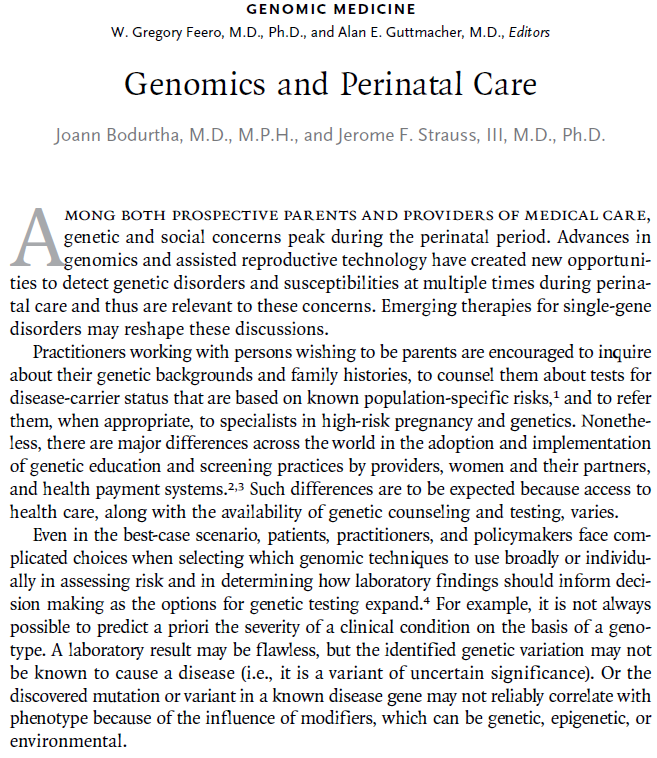 GENOMIC MEDICINE
W. Gregory Feero, M.D., Ph.D., and Alan E. Guttmacher, M.D., Editors
Genomics and Perinatal Care
Joann Bodurtha, M.D., M.P.H., and Jerome F. Strauss, III, M.D., Ph.D.
AMONG BOTH PROSPECTIVE PARENTS AND PROVIDERS OF MEDICAL CARE,
genetic and social concerns peak during the perinatal period. Advances in
genomics and assisted reproductive technology have created new opportuni-
ties to detect genetic disorders and susceptibilities at multiple times during perina-
tal care and thus are relevant to these concerns. Emerging therapies for single-gene
disorders may reshape these discussions.
Practitioners working with persons wishing to be parents are encouraged to inquire
about their genetic backgrounds and family histories, to counsel them about tests for
disease-carrier status that are based on known population-specific risks,¹ and to refer
them, when appropriate, to specialists in high-risk pregnancy and genetics. Nonethe-
less, there are major differences across the world in the adoption and implementation
of genetic education and screening practices by providers, women and their partners,
and health payment systems.²,³ Such differences are to be expected because access to
health care, along with the availability of genetic counseling and testing, varies.
Even in the best-case scenario, patients, practitioners, and policymakers face com-
plicated choices when selecting which genomic techniques to use broadly or individu-
ally in assessing risk and in determining how laboratory findings should inform deci-
sion making as the options for genetic testing expand.⁴ For example, it is not always
possible to predict a priori the severity of a clinical condition on the basis of a geno-
type. A laboratory result may be flawless, but the identified genetic variation may not
be known to cause a disease (i.e., it is a variant of uncertain significance). Or the
discovered mutation or variant in a known disease gene may not reliably correlate with
phenotype because of the influence of modifiers, which can be genetic, epigenetic, or
environmental.